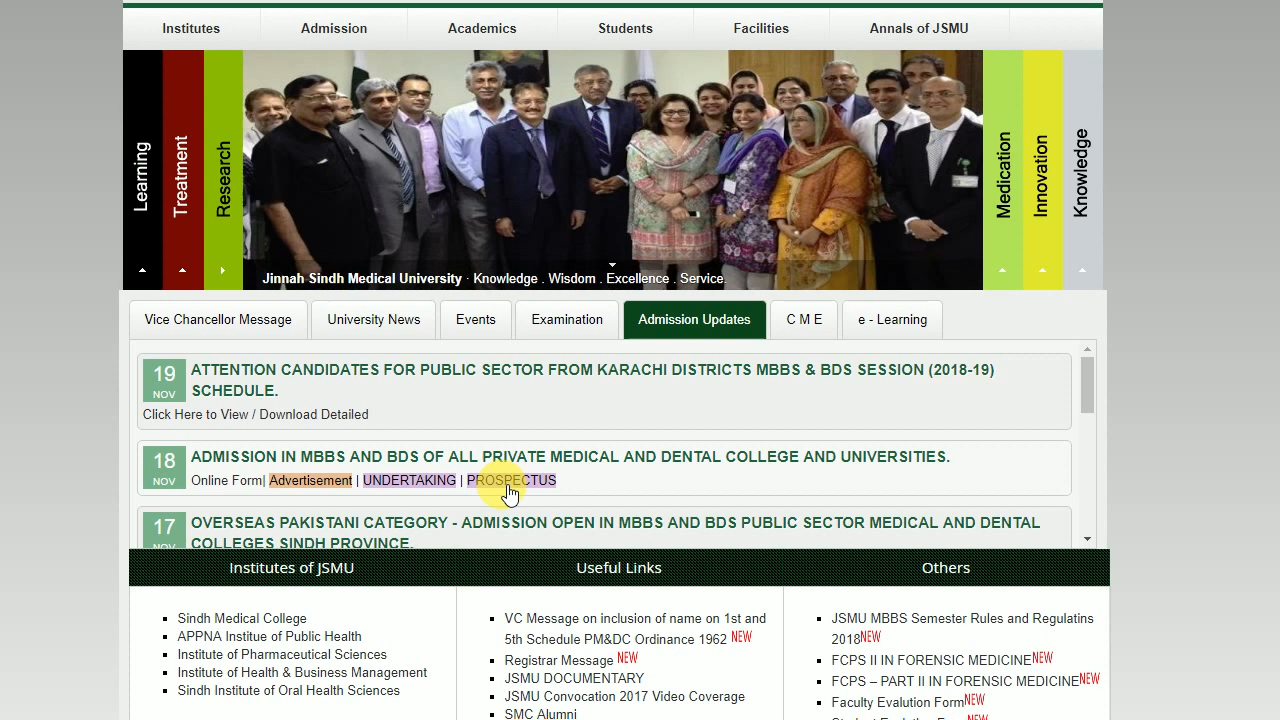 Institutes Admission Academics Students Facilities Annals of JSMU
Learning
Treatment
Research
Medication
Innovation
Knowledge
Jinnah Sindh Medical University · Knowledge . Wisdom . Excellence . Service.
Vice Chancellor Message University News Events Examination Admission Updates C M E e - Learning
19
NOV
ATTENTION CANDIDATES FOR PUBLIC SECTOR FROM KARACHI DISTRICTS MBBS & BDS SESSION (2018-19)
SCHEDULE.
Click Here to View / Download Detailed
18
NOV
ADMISSION IN MBBS AND BDS OF ALL PRIVATE MEDICAL AND DENTAL COLLEGE AND UNIVERSITIES.
Online Form| Advertisement | UNDERTAKING | PROSPECTUS
17
NOV
OVERSEAS PAKISTANI CATEGORY - ADMISSION OPEN IN MBBS AND BDS PUBLIC SECTOR MEDICAL AND DENTAL
COLLEGES SINDH PROVINCE.
Institutes of JSMU
Sindh Medical College
APPNA Institue of Public Health
Institute of Pharmaceutical Sciences
Institute of Health & Business Management
Sindh Institute of Oral Health Sciences
Useful Links
VC Message on inclusion of name on 1st and
5th Schedule PM&DC Ordinance 1962 NEW
Registrar Message NEW
JSMU DOCUMENTARY
JSMU Convocation 2017 Video Coverage
SMC Alumni
Others
JSMU MBBS Semester Rules and Regulatins
2018NEW
FCPS II IN FORENSIC MEDICINENEW
FCPS – PART II IN FORENSIC MEDICINENEW
Faculty Evalution FormNEW